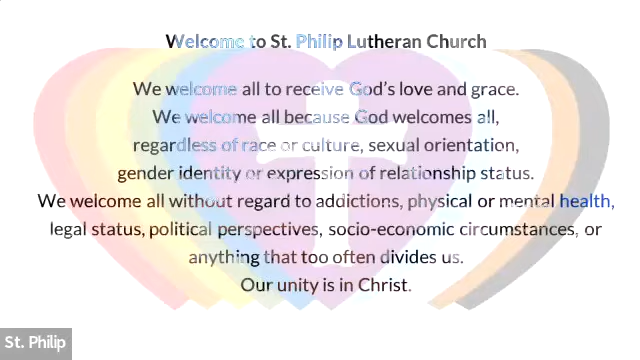 Welcome to St. Philip Lutheran Church
We welcome all to receive God's love and grace.
We welcome all because God welcomes all,
regardless of race or culture, sexual orientation,
gender identity or expression of relationship status.
We welcome all without regard to addictions, physical or mental health,
legal status, political perspectives, socio-economic circumstances, or
anything that too often divides us.
Our unity is in Christ.
St. Philip